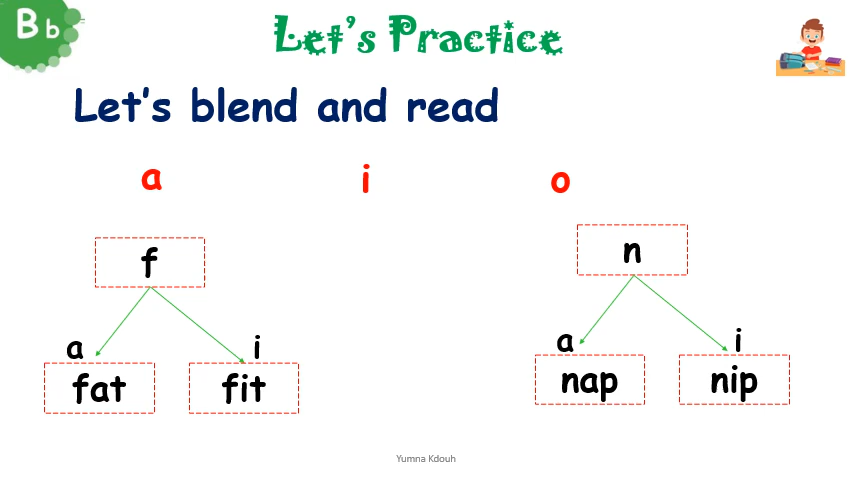 Bb
Let's Practice
Let's blend and read
a i o
f
n
a i
a i
fat fit
nap nip
Yumna Kdouh